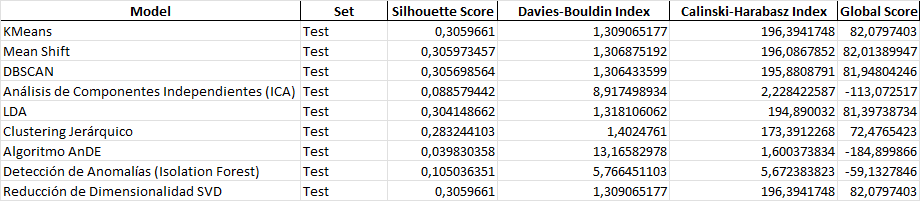 Model Set Silhouette Score Davies-Bouldin Index Calinski-Harabasz Index Global Score
KMeans Test 0,3059661 1,309065177 196,3941748 82,0797403
Mean Shift Test 0,305973457 1,306875192 196,0867852 82,01389947
DBSCAN Test 0,305698564 1,306433599 195,8808791 81,94804246
Análisis de Componentes Independientes (ICA) Test 0,088579442 8,917498934 2,228422587 -113,072517
LDA Test 0,304148662 1,318106062 194,890032 81,39738734
Clustering Jerárquico Test 0,283244103 1,4024761 173,3912268 72,4765423
Algoritmo AnDE Test 0,039830358 13,16582978 1,600373834 -184,899866
Detección de Anomalías (Isolation Forest) Test 0,105036351 5,766451103 5,672383823 -59,1327846
Reducción de Dimensionalidad SVD Test 0,3059661 1,309065177 196,3941748 82,0797403